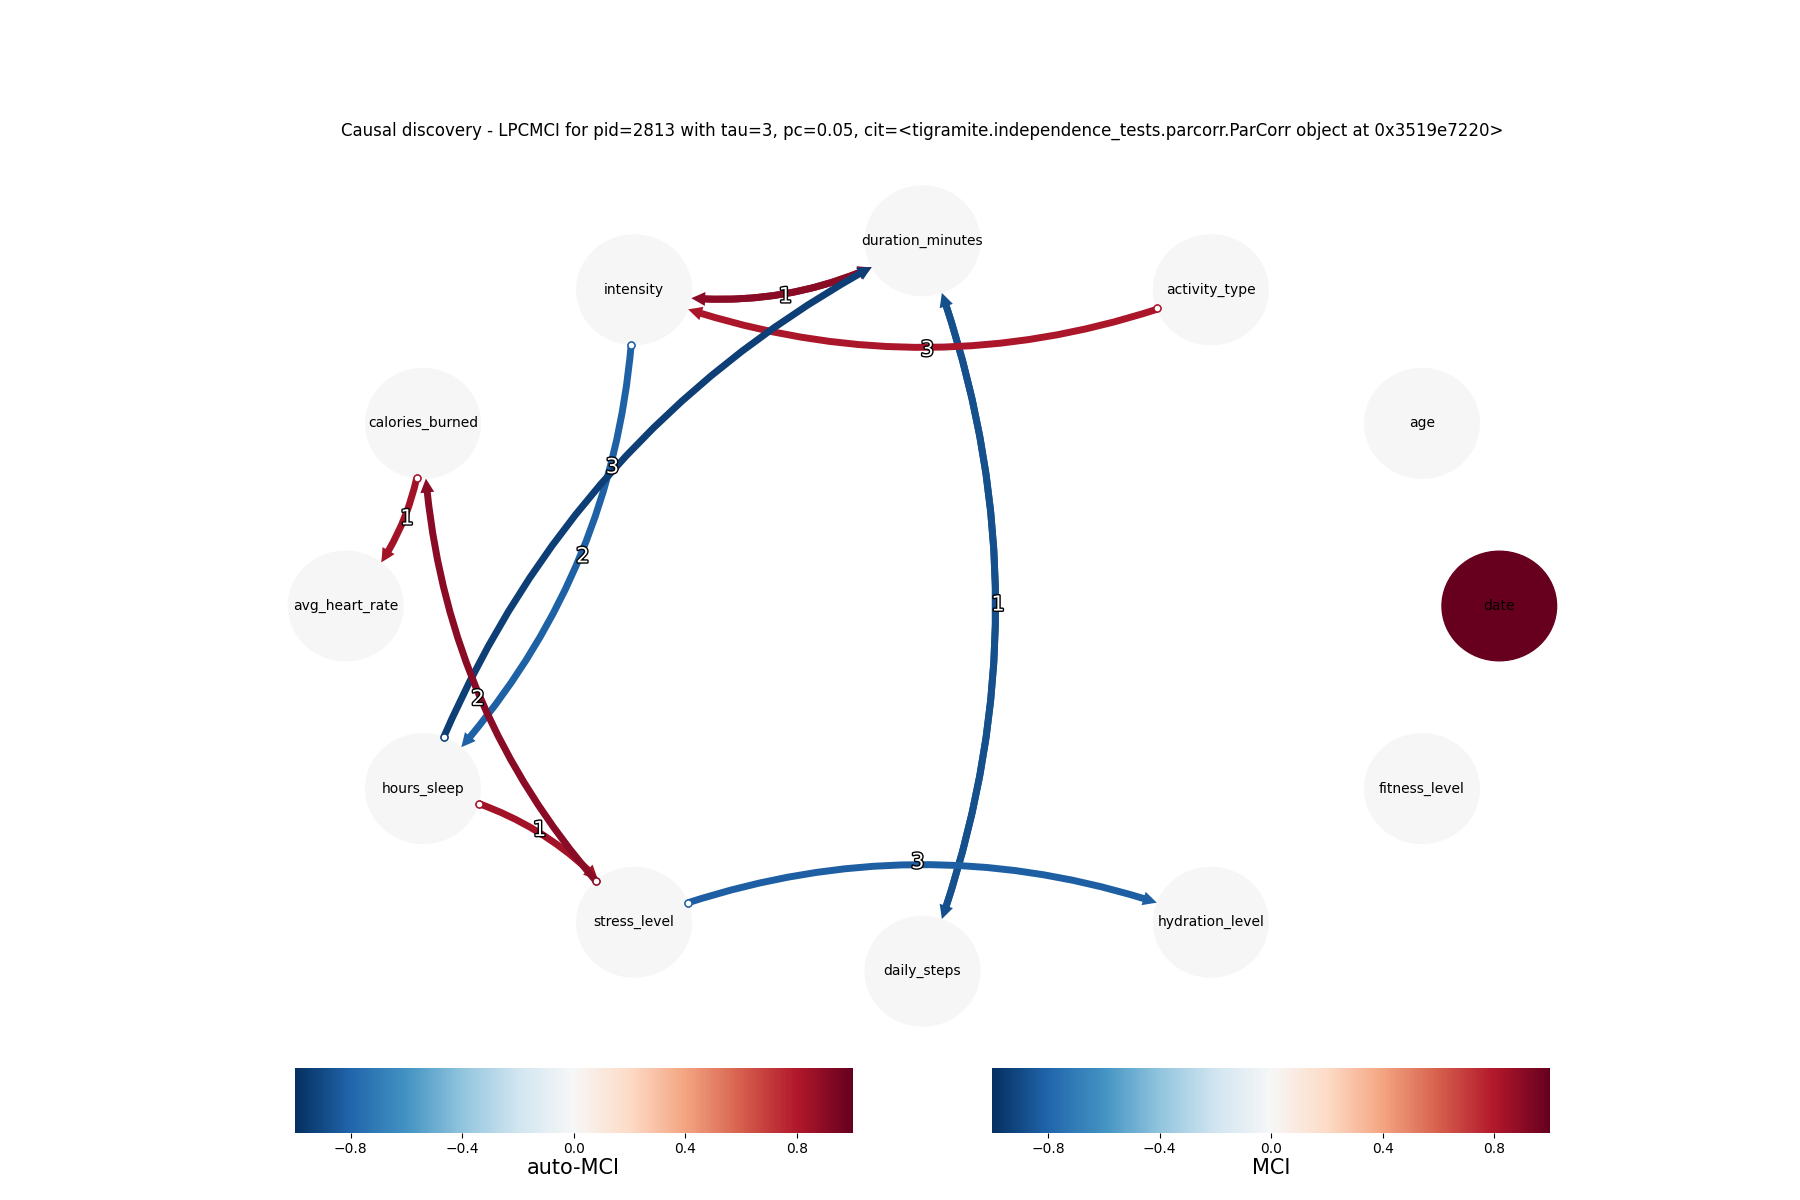 Causal discovery - LPCMCI for pid=2813 with tau=3, pc=0.05, cit=<tigramite.independence_tests.parcorr.ParCorr object at 0x3519e7220>
duration_minutes
intensity
activity_type
1
3
calories_burned
age
3
1
2
avg_heart_rate
1
date
2
hours_sleep
fitness_level
1
3
stress_level
hydration_level
daily_steps
−0.8 −0.4 0.0 0.4 0.8
auto-MCI
−0.8 −0.4 0.0 0.4 0.8
MCI